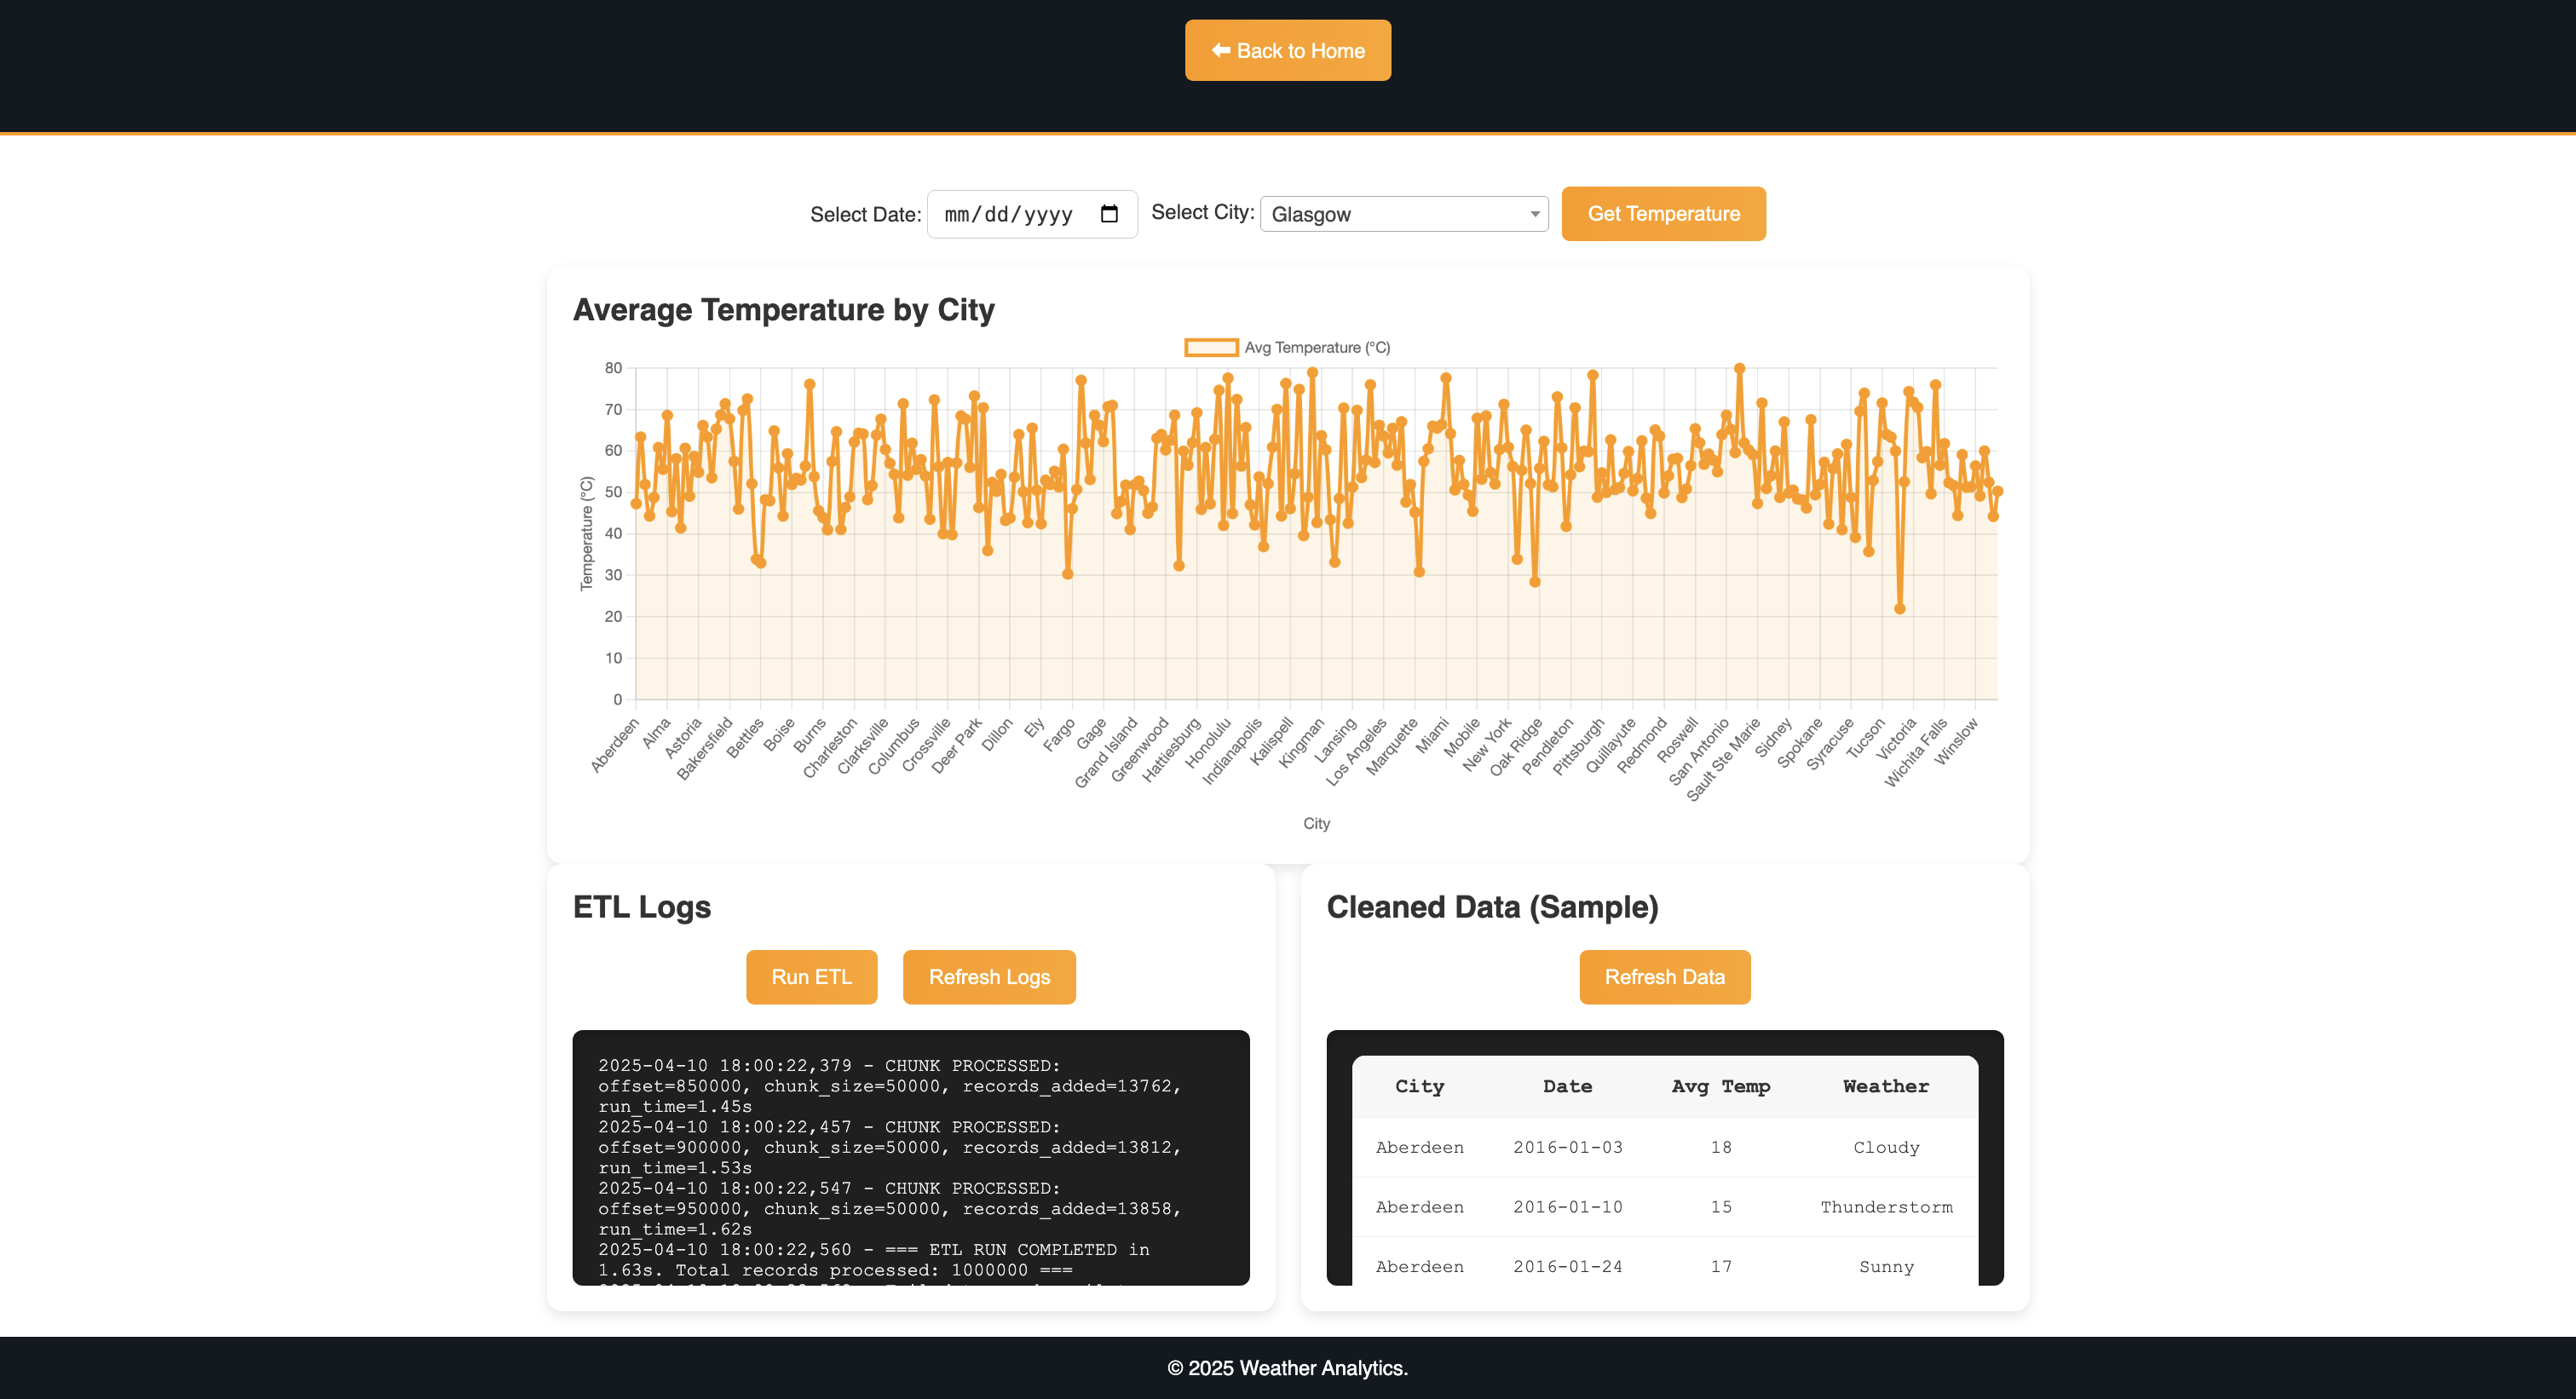 Back to Home
Select Date: mm/dd/yyyy Select City: Glasgow Get Temperature
Average Temperature by City
Avg Temperature (°C)
80
70
60
50
40
30
20
10
0
Temperature (°C)
Aberdeen
Alma
Astoria
Bakersfield
Bettles
Boise
Burns
Charleston
Clarksville
Columbus
Crossville
Deer Park
Dillon
Ely
Fargo
Gage
Grand Island
Greenwood
Hattiesburg
Honolulu
Indianapolis
Kalispell
Kingman
Lansing
Los Angeles
Marquette
Miami
Mobile
New York
Oak Ridge
Pendleton
Pittsburgh
Quillayute
Redmond
Roswell
San Antonio
Sault Ste Marie
Sidney
Spokane
Syracuse
Tucson
Victoria
Wichita Falls
Winslow
City
ETL Logs
Run ETL Refresh Logs
2025-04-10 18:00:22,379 - CHUNK PROCESSED:
offset=850000, chunk_size=50000, records_added=13762,
run_time=1.45s
2025-04-10 18:00:22,457 - CHUNK PROCESSED:
offset=900000, chunk_size=50000, records_added=13812,
run_time=1.53s
2025-04-10 18:00:22,547 - CHUNK PROCESSED:
offset=950000, chunk_size=50000, records_added=13858,
run_time=1.62s
2025-04-10 18:00:22,560 - === ETL RUN COMPLETED in
1.63s. Total records processed: 1000000 ===
Cleaned Data (Sample)
Refresh Data
City Date Avg Temp Weather
Aberdeen 2016-01-03 18 Cloudy
Aberdeen 2016-01-10 15 Thunderstorm
Aberdeen 2016-01-24 17 Sunny
© 2025 Weather Analytics.